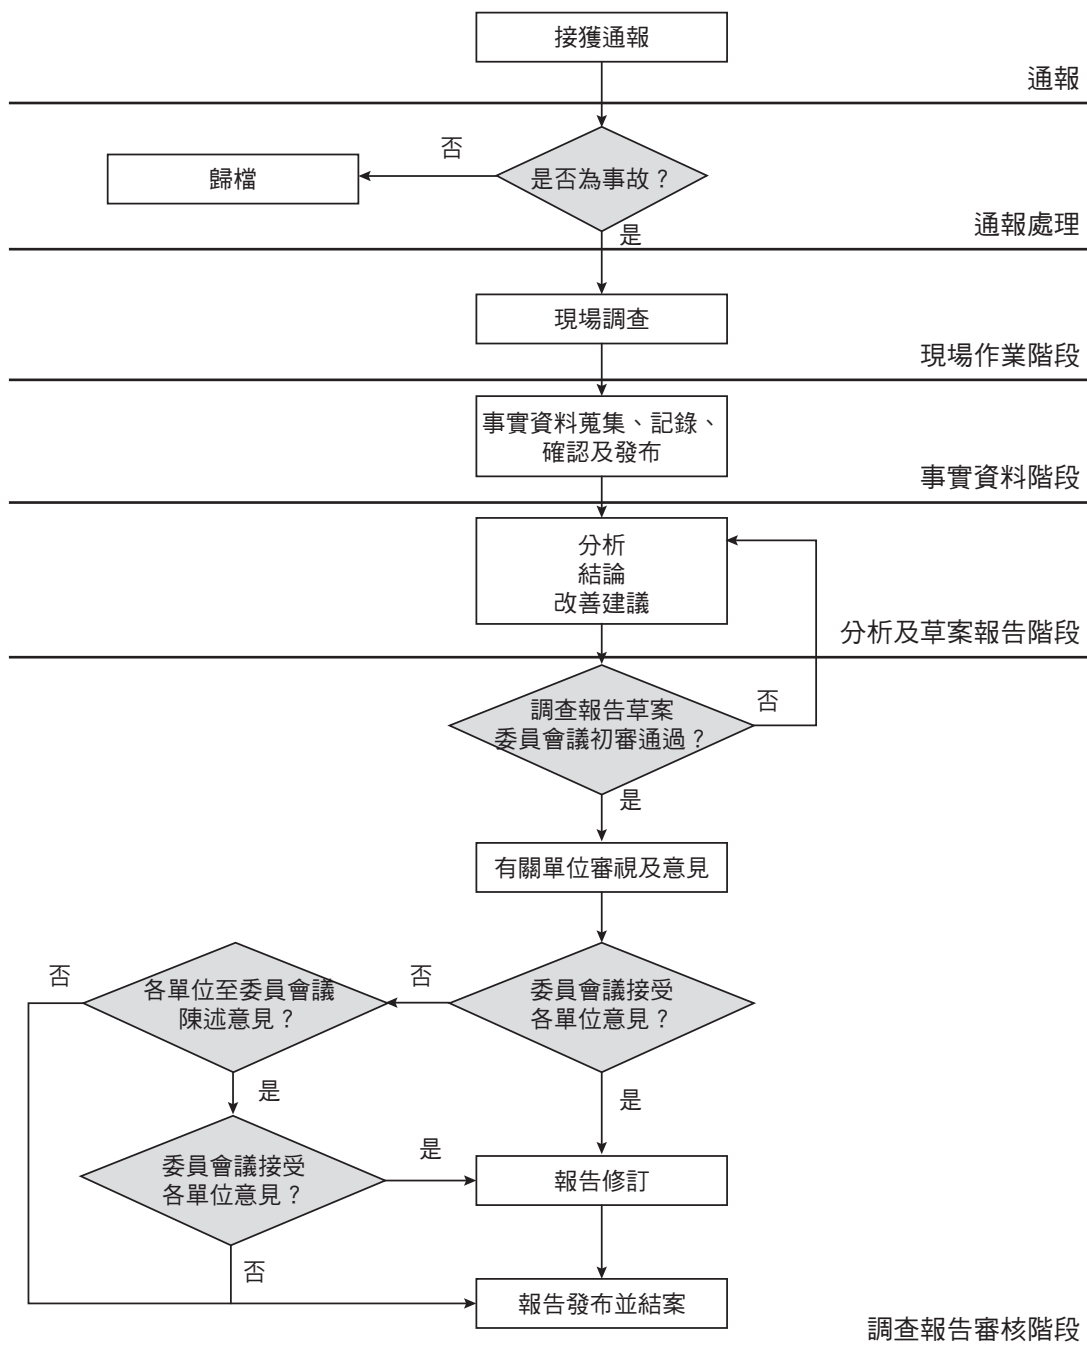 接獲通報
通報
否
歸檔
是否為事故？
是
通報處理
現場調查
現場作業階段
事實資料蒐集、記錄、
確認及發布
事實資料階段
分析
結論
改善建議
分析及草案報告階段
調查報告草案
委員會議初審通過？
否
是
有關單位審視及意見
否
各單位至委員會議
陳述意見？
否
委員會議接受
各單位意見？
是
是
委員會議接受
各單位意見？
是
報告修訂
否
報告發布並結案
調查報告審核階段